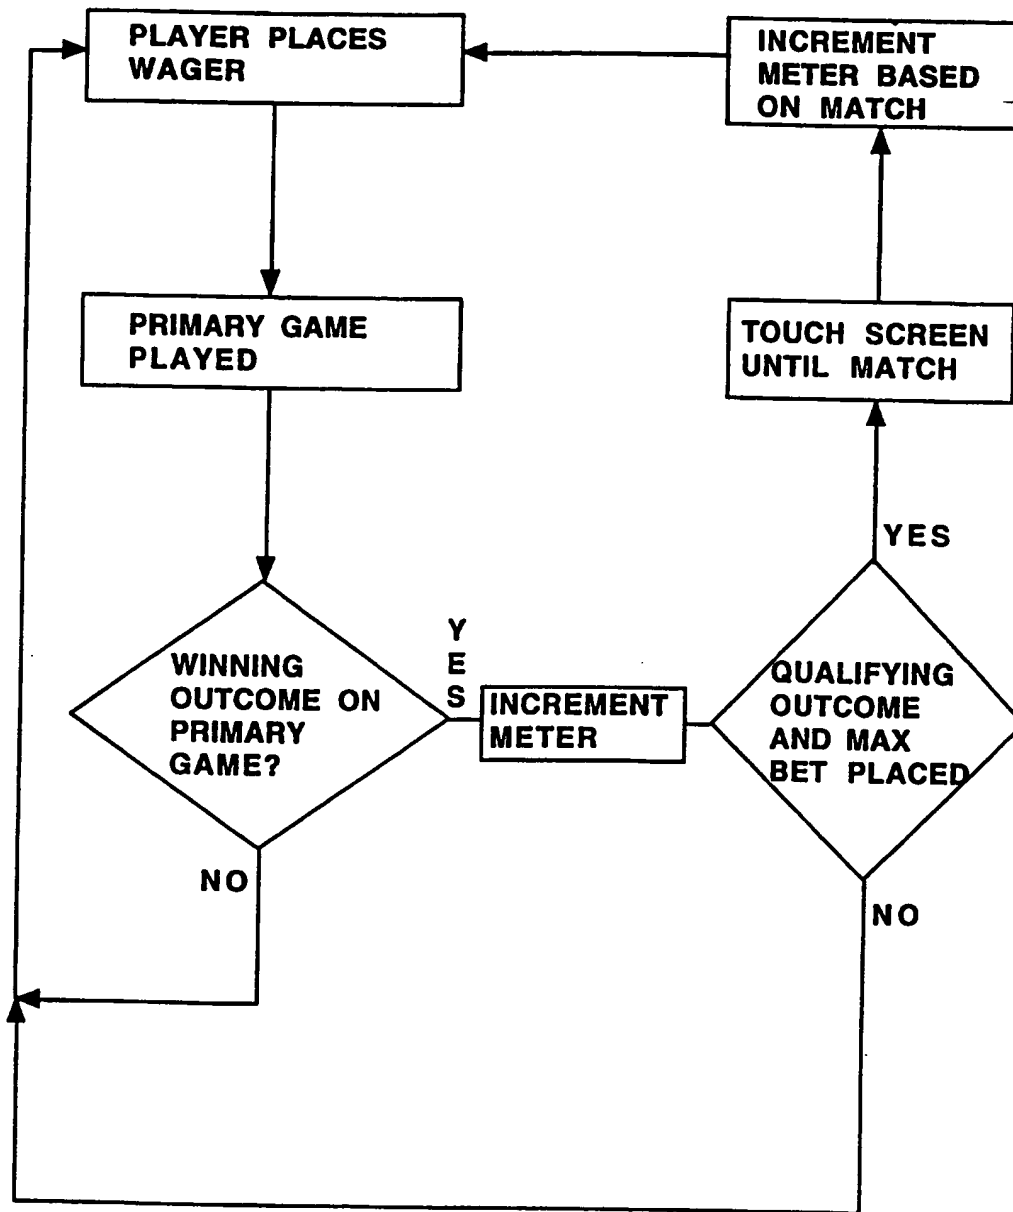 PLAYER PLACES
WAGER
INCREMENT
METER BASED
ON MATCH
PRIMARY GAME
PLAYED
TOUCH SCREEN
UNTIL MATCH
YES
WINNING
OUTCOME ON
PRIMARY
GAME?
YES
INCREMENT
METER
QUALIFYING
OUTCOME
AND MAX
BET PLACED
NO
NO